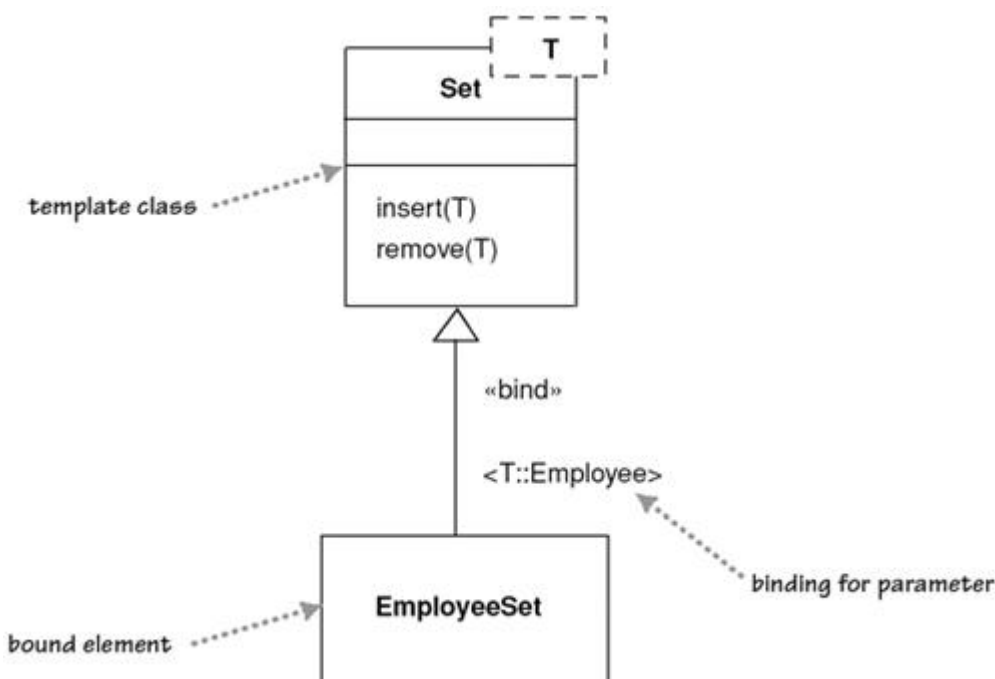 T
Set
template class
insert(T)
remove(T)
«bind»
<T::Employee>
binding for parameter
EmployeeSet
bound element